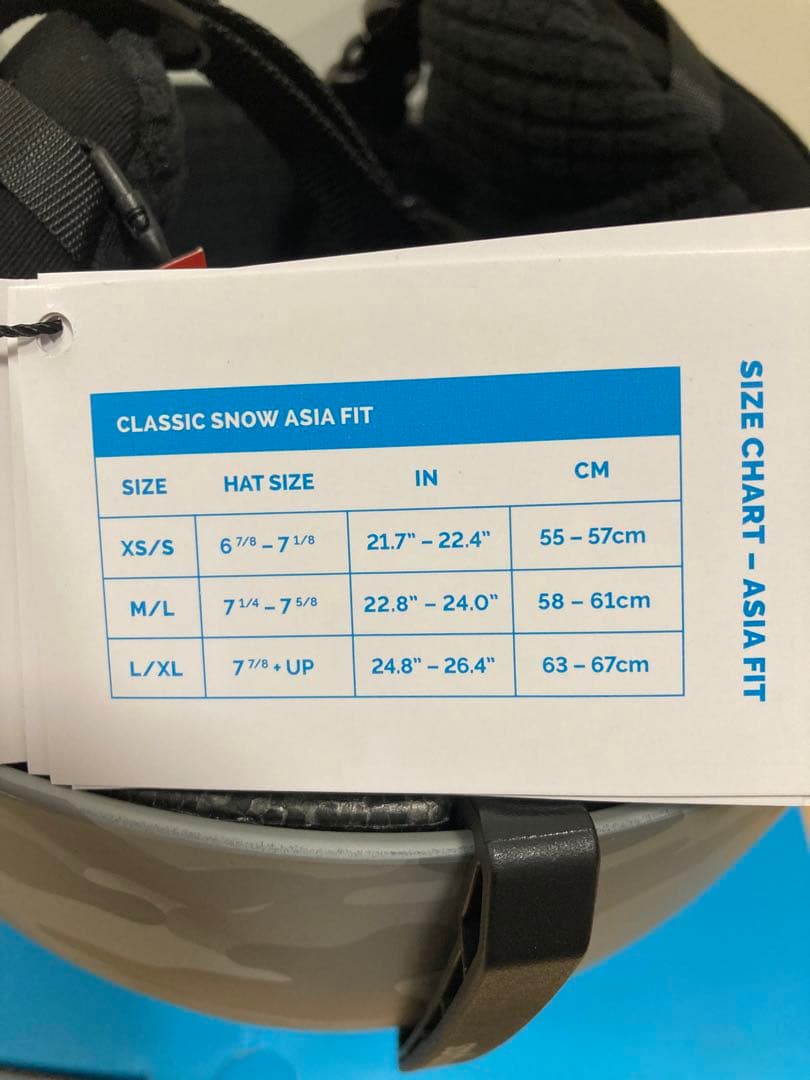 CLASSIC SNOW ASIA FIT
SIZE HAT SIZE IN CM
XS/S 6 7/8 – 7 1/8 21.7” – 22.4” 55 – 57cm
M/L 7 1/4 – 7 5/8 22.8” – 24.0” 58 – 61cm
L/XL 7 7/8 + UP 24.8” – 26.4” 63 – 67cm
SIZE CHART – ASIA FIT